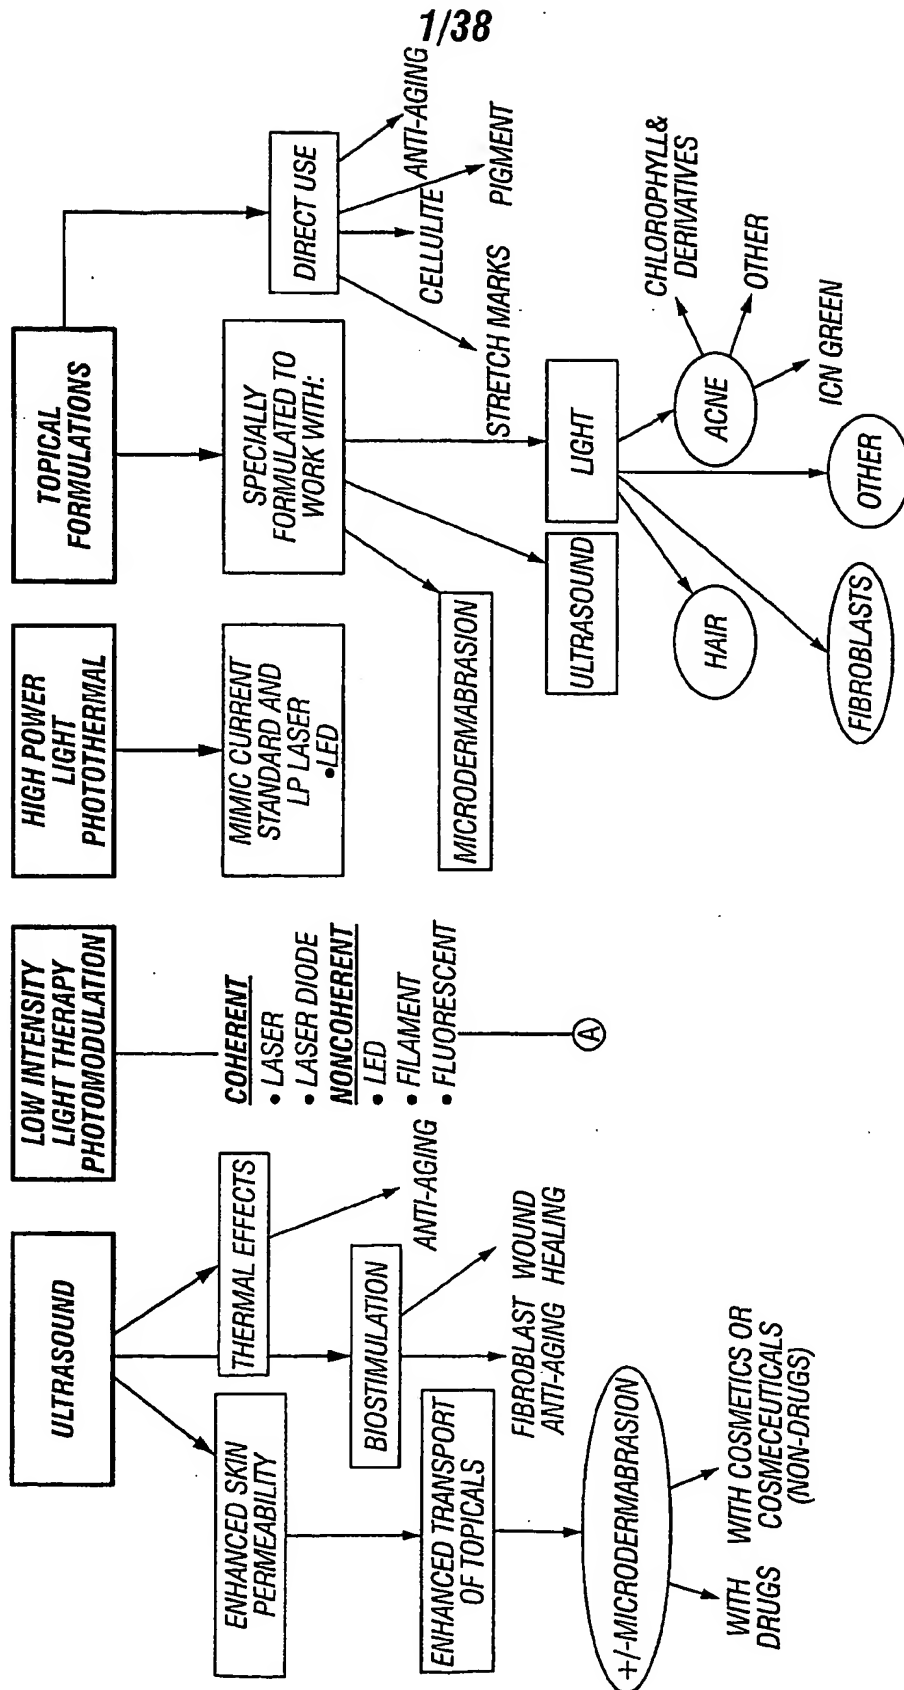 1/38
ULTRASOUND
ENHANCED SKIN
PERMEABILITY
THERMAL EFFECTS
ANTI-AGING
BIOSTIMULATION
FIBROBLAST
ANTI-AGING
WOUND
HEALING
ENHANCED TRANSPORT
OF TOPICALS
+/-MICRODERMABRASION
WITH
DRUGS
WITH COSMETICS OR
COSMECEUTICALS
(NON-DRUGS)
LOW INTENSITY
LIGHT THERAPY
PHOTOMODULATION
COHERENT
• LASER
• LASER DIODE
NONCOHERENT
• LED
• FILAMENT
• FLUORESCENT
A
HIGH POWER
LIGHT
PHOTOTHERMAL
MIMIC CURRENT
STANDARD AND
LP LASER
•LED
TOPICAL
FORMULATIONS
SPECIALLY
FORMULATED TO
WORK WITH:
DIRECT USE
STRETCH MARKS
CELLULITE
PIGMENT
ANTI-AGING
MICRODERMABRASION
ULTRASOUND
LIGHT
HAIR
FIBROBLASTS
OTHER
ACNE
CHLOROPHYLL&
DERIVATIVES
OTHER
ICN GREEN